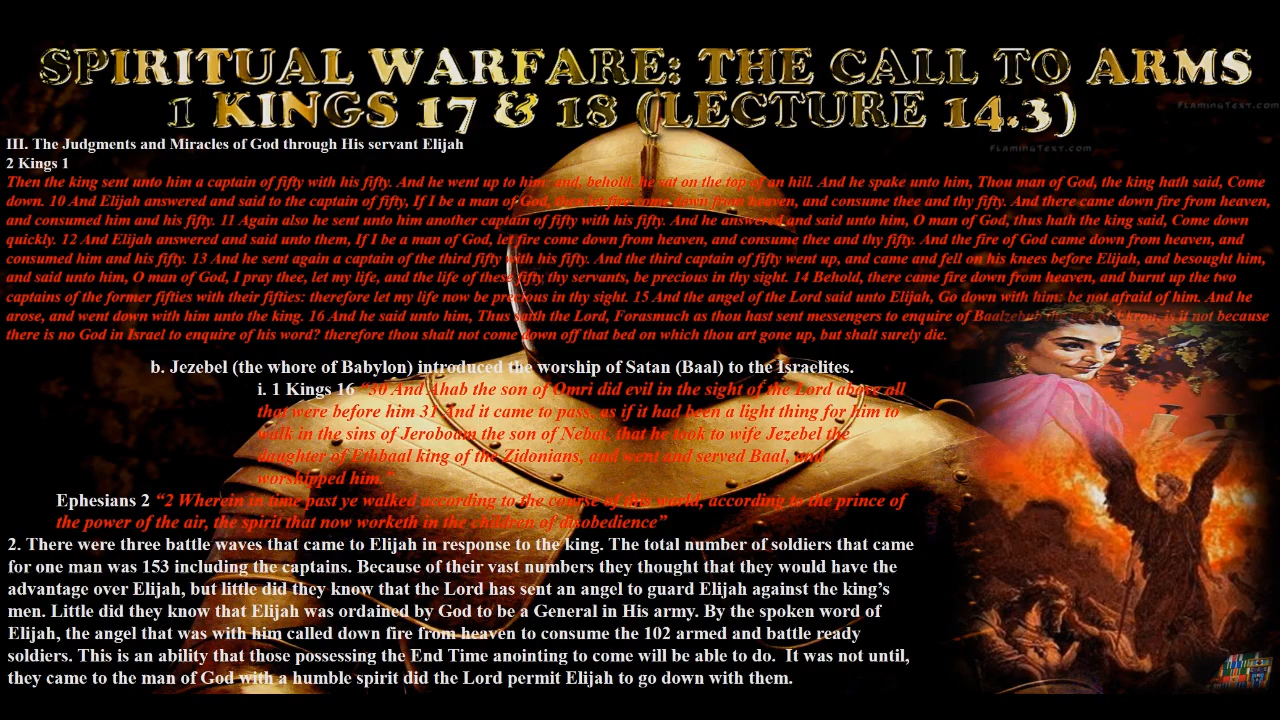 SPIRITUAL WARFARE: THE CALL TO ARMS
1 KINGS 17 & 18 (LECTURE 14.3)
FLAMINGTEXT.COM
FLAMINGTEXT.COM
III. The Judgments and Miracles of God through His servant Elijah
2 Kings 1
Then the king sent unto him a captain of fifty with his fifty. And he went up to him: and, behold, he sat on the top of an hill. And he spake unto him, Thou man of God, the king hath said, Come
down. 10 And Elijah answered and said to the captain of fifty, If I be a man of God, then let fire come down from heaven, and consume thee and thy fifty. And there came down fire from heaven,
and consumed him and his fifty. 11 Again also he sent unto him another captain of fifty with his fifty. And he answered and said unto him, O man of God, thus hath the king said, Come down
quickly. 12 And Elijah answered and said unto them, If I be a man of God, let fire come down from heaven, and consume thee and thy fifty. And the fire of God came down from heaven, and
consumed him and his fifty. 13 And he sent again a captain of the third fifty with his fifty. And the third captain of fifty went up, and came and fell on his knees before Elijah, and besought him,
and said unto him, O man of God, I pray thee, let my life, and the life of these fifty thy servants, be precious in thy sight. 14 Behold, there came fire down from heaven, and burnt up the two
captains of the former fifties with their fifties: therefore let my life now be precious in thy sight. 15 And the angel of the Lord said unto Elijah, Go down with him: be not afraid of him. And he
arose, and went down with him unto the king. 16 And he said unto him, Thus saith the Lord, Forasmuch as thou hast sent messengers to enquire of Baalzebub the god of Ekron, is it not because
there is no God in Israel to enquire of his word? therefore thou shalt not come down off that bed on which thou art gone up, but shalt surely die.
b. Jezebel (the whore of Babylon) introduced the worship of Satan (Baal) to the Israelites.
i. 1 Kings 16 “30 And Ahab the son of Omri did evil in the sight of the Lord above all
that were before him 31 And it came to pass, as if it had been a light thing for him to
walk in the sins of Jeroboam the son of Nebat, that he took to wife Jezebel the
daughter of Ethbaal king of the Zidonians, and went and served Baal, and
worshipped him.”
Ephesians 2 “2 Wherein in time past ye walked according to the course of this world, according to the prince of
the power of the air, the spirit that now worketh in the children of disobedience”
2. There were three battle waves that came to Elijah in response to the king. The total number of soldiers that came
for one man was 153 including the captains. Because of their vast numbers they thought that they would have the
advantage over Elijah, but little did they know that the Lord has sent an angel to guard Elijah against the king’s
men. Little did they know that Elijah was ordained by God to be a General in His army. By the spoken word of
Elijah, the angel that was with him called down fire from heaven to consume the 102 armed and battle ready
soldiers. This is an ability that those possessing the End Time anointing to come will be able to do. It was not until,
they came to the man of God with a humble spirit did the Lord permit Elijah to go down with them.